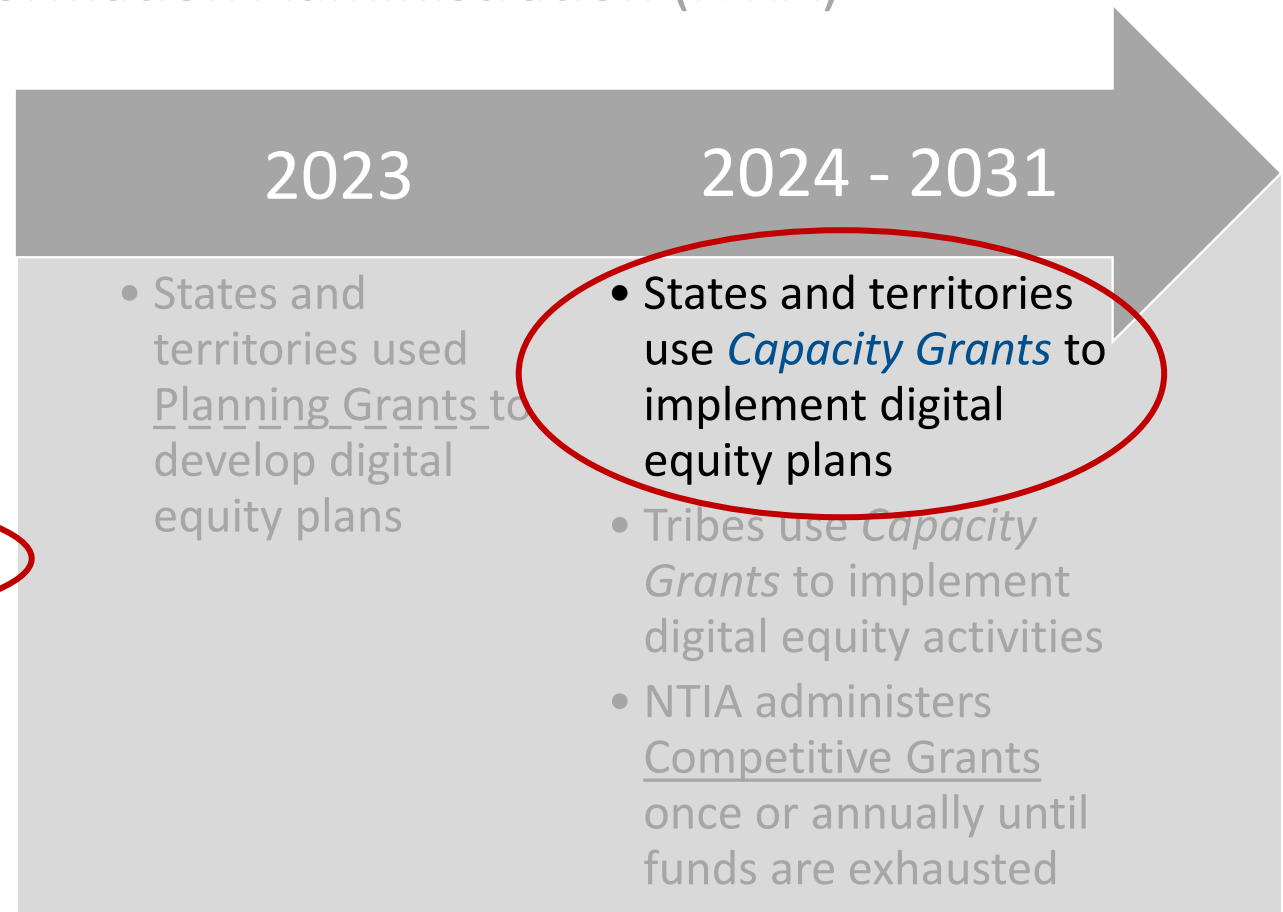 (NTIA)
2023
2024 - 2031
• States and
territories used
Planning Grants to
develop digital
equity plans
• States and territories
use Capacity Grants to
implement digital
equity plans
• Tribes use Capacity
Grants to implement
digital equity activities
• NTIA administers
Competitive Grants
once or annually until
funds are exhausted